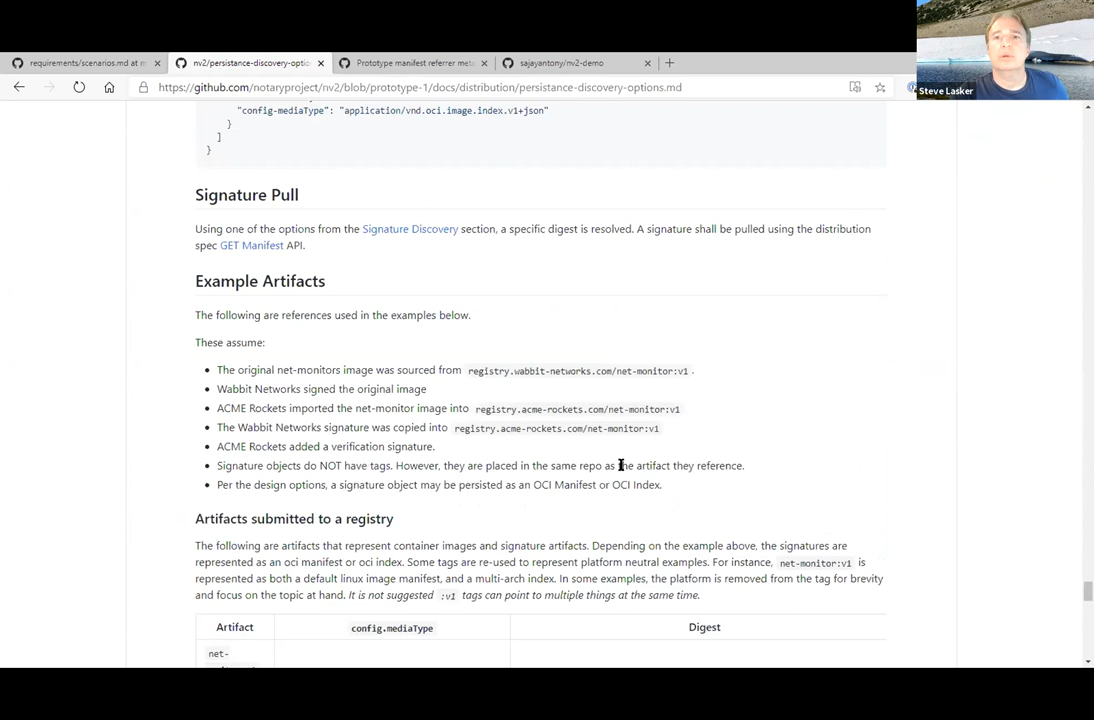 Steve Lasker
requirements/scenarios.md at m
nv2/persistance-discovery-optio
Prototype manifest referrer meta
sajayantony/nv2-demo
https://github.com/notaryproject/nv2/blob/prototype-1/docs/distribution/persistance-discovery-options.md
"config-mediaType": "application/vnd.oci.image.index.v1+json"
}
]
}
Signature Pull
Using one of the options from the Signature Discovery section, a specific digest is resolved. A signature shall be pulled using the distribution
spec GET Manifest API.
Example Artifacts
The following are references used in the examples below.
These assume:
• The original net-monitors image was sourced from registry.wabbit-networks.com/net-monitor:v1 .
• Wabbit Networks signed the original image
• ACME Rockets imported the net-monitor image into registry.acme-rockets.com/net-monitor:v1
• The Wabbit Networks signature was copied into registry.acme-rockets.com/net-monitor:v1
• ACME Rockets added a verification signature.
• Signature objects do NOT have tags. However, they are placed in the same repo as the artifact they reference.
• Per the design options, a signature object may be persisted as an OCI Manifest or OCI Index.
Artifacts submitted to a registry
The following are artifacts that represent container images and signature artifacts. Depending on the example above, the signatures are
represented as an oci manifest or oci index. Some tags are re-used to represent platform neutral examples. For instance, net-monitor:v1 is
represented as both a default linux image manifest, and a multi-arch index. In some examples, the platform is removed from the tag for brevity
and focus on the topic at hand. It is not suggested :v1 tags can point to multiple things at the same time.
Artifact config.mediaType Digest
net-